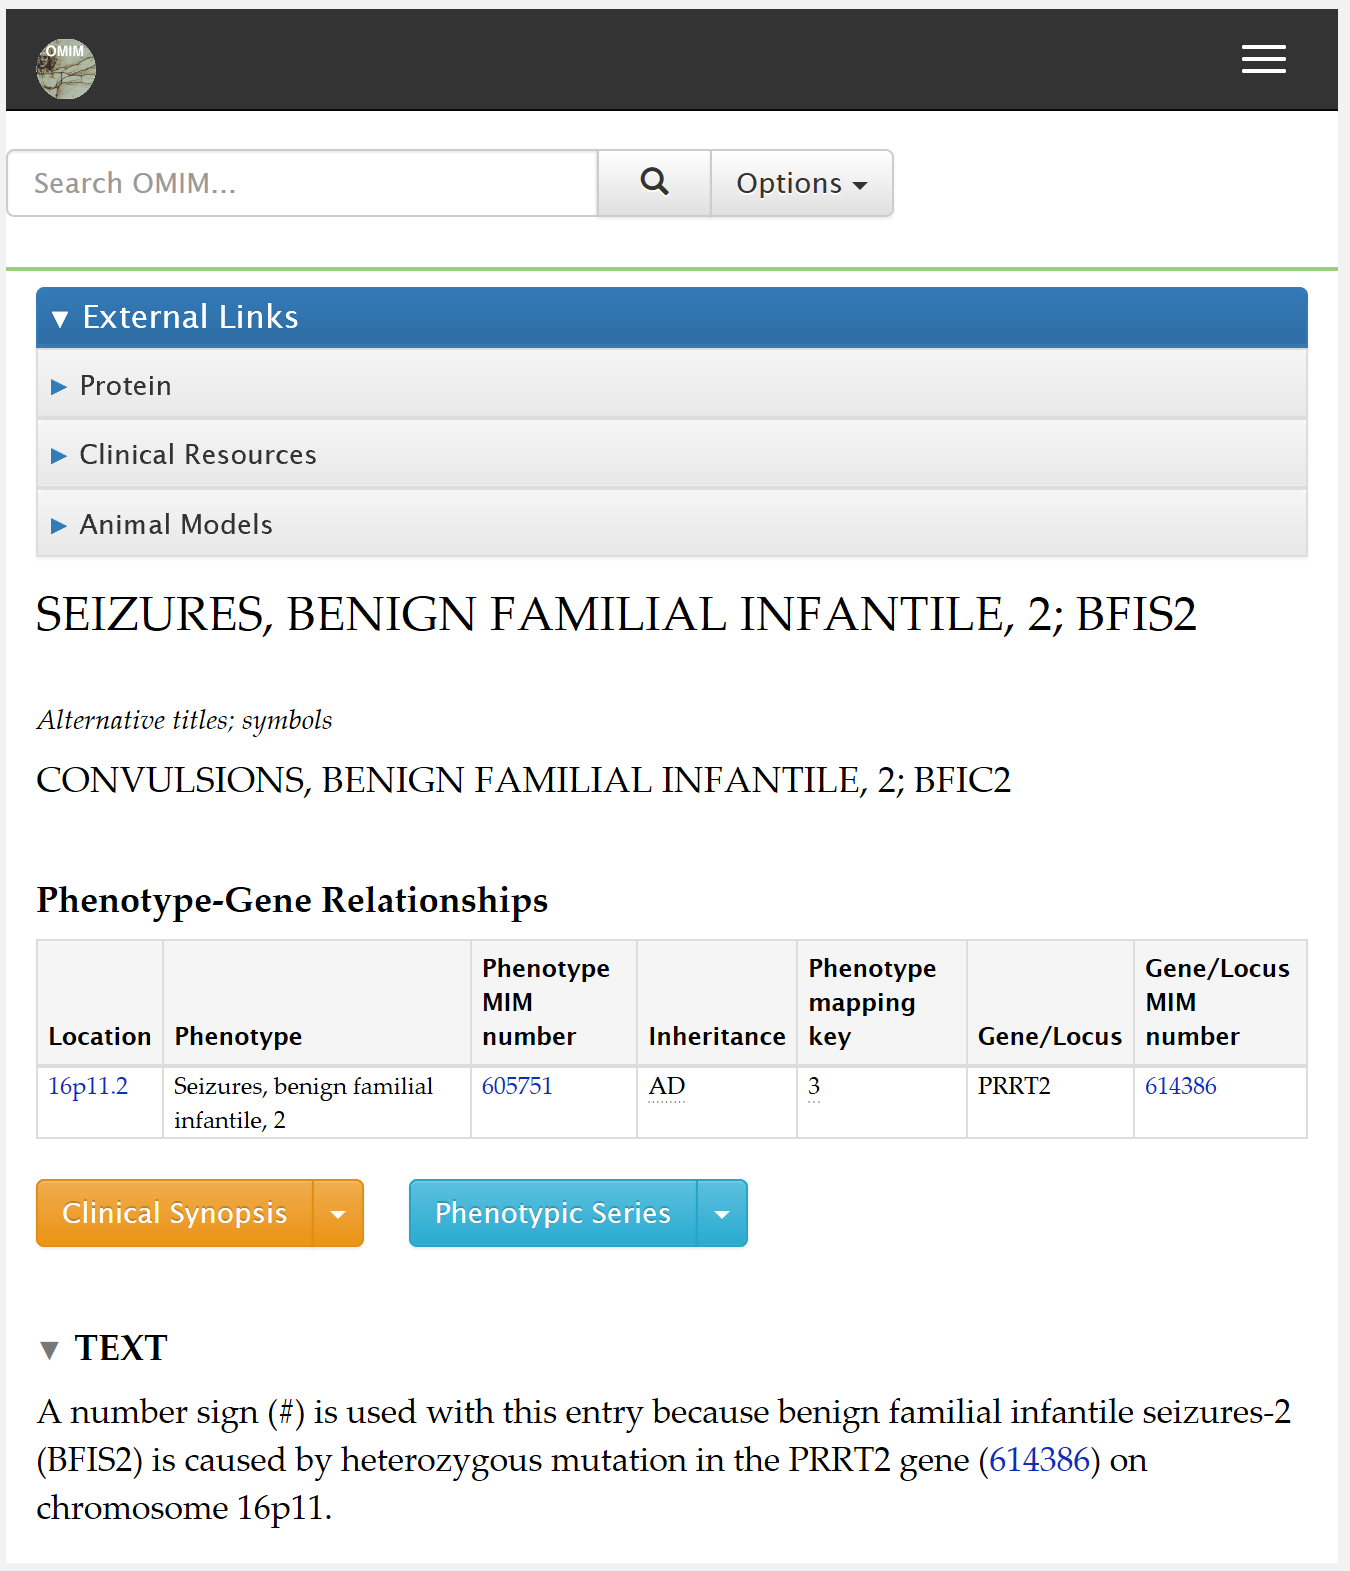 OMIM
Search OMIM...
Options
External Links
Protein
Clinical Resources
Animal Models
SEIZURES, BENIGN FAMILIAL INFANTILE, 2; BFIS2
Alternative titles; symbols
CONVULSIONS, BENIGN FAMILIAL INFANTILE, 2; BFIC2
Phenotype-Gene Relationships
Location Phenotype Phenotype MIM number Inheritance Phenotype mapping key Gene/Locus Gene/Locus MIM number
16p11.2 Seizures, benign familial infantile, 2 605751 AD 3 PRRT2 614386
Clinical Synopsis Phenotypic Series
TEXT
A number sign (#) is used with this entry because benign familial infantile seizures-2
(BFIS2) is caused by heterozygous mutation in the PRRT2 gene (614386) on
chromosome 16p11.